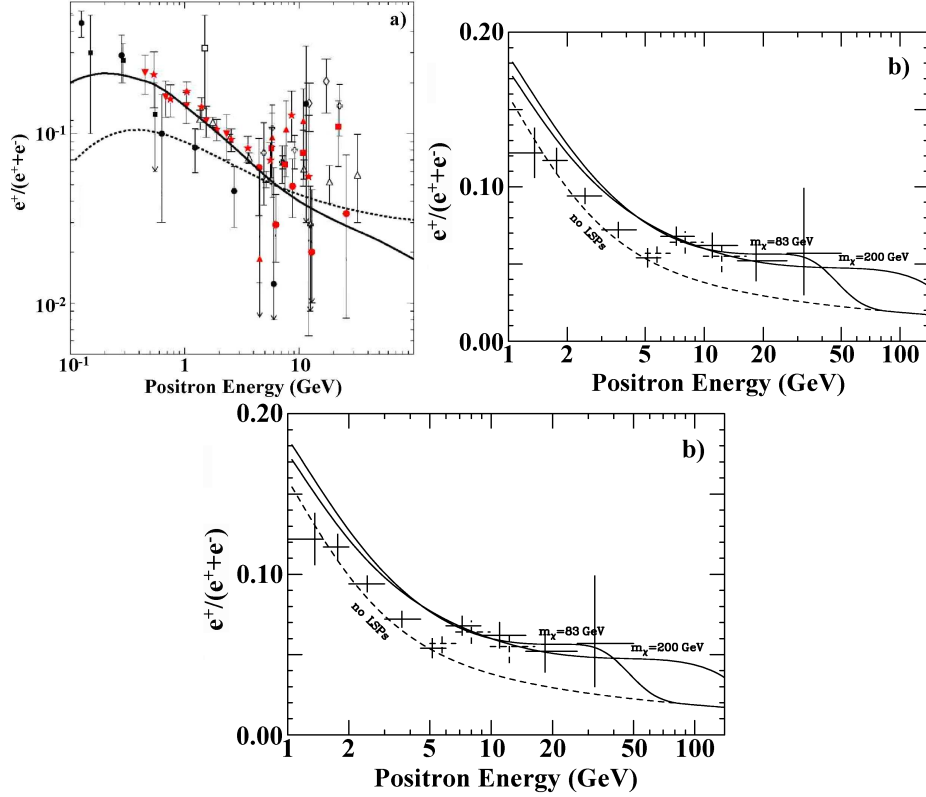 a)
e⁺/(e⁺+e⁻)
10⁻¹
10⁻²
10⁻¹ 1 10
Positron Energy (GeV)
b)
e⁺/(e⁺+e⁻)
0.20
0.10
0.00
no LSPs
mχ=83 GeV
mχ=200 GeV
1 2 5 10 20 50 100
Positron Energy (GeV)
b)
e⁺/(e⁺+e⁻)
0.20
0.10
0.00
no LSPs
mχ=83 GeV
mχ=200 GeV
1 2 5 10 20 50 100
Positron Energy (GeV)